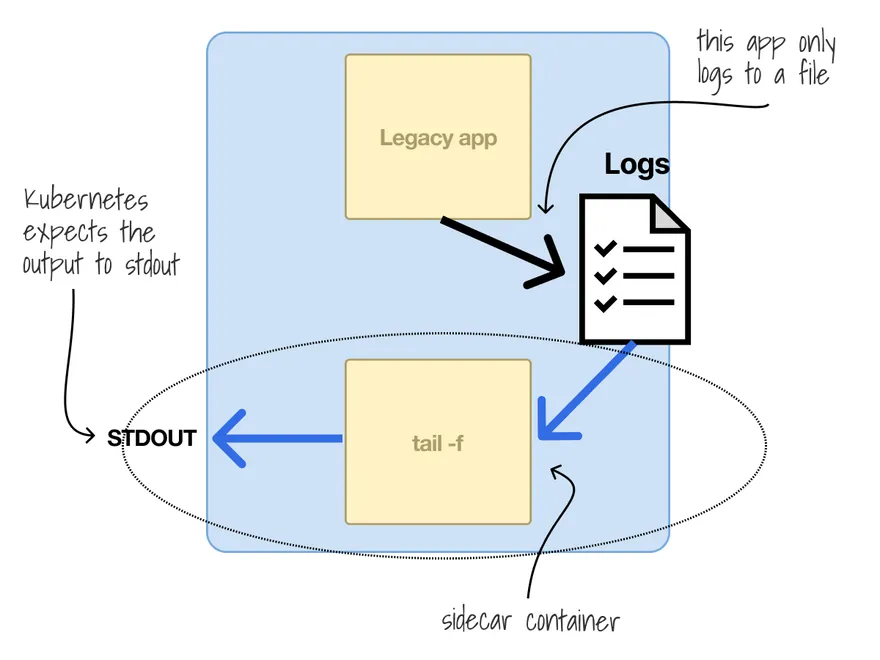 this app only
logs to a file
Legacy app
Logs
Kubernetes
expects the
output to stdout
STDOUT
tail -f
sidecar container